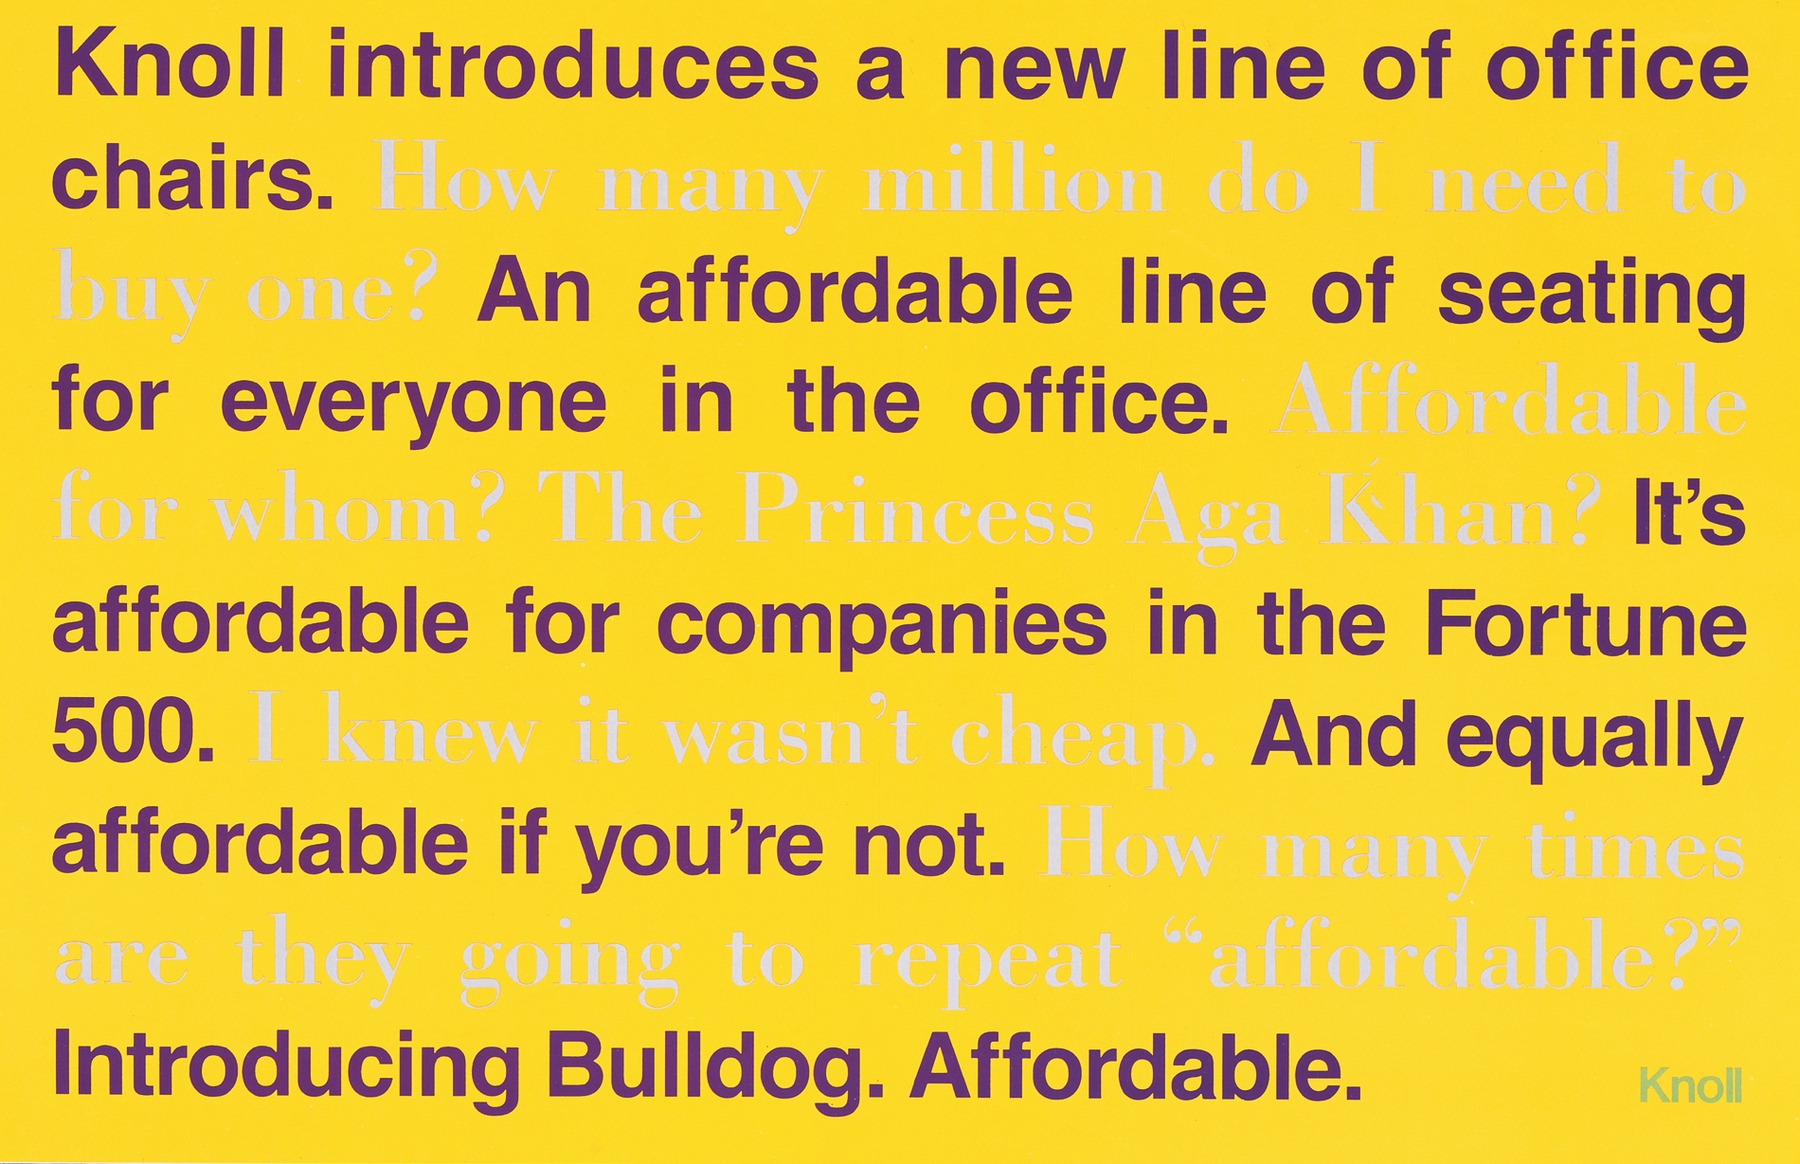 Knoll introduces a new line of office
chairs. How many million do I need to
buy one? An affordable line of seating
for everyone in the office. Affordable
for whom? The Princess Aga Khan? It’s
affordable for companies in the Fortune
500. I knew it wasn’t cheap. And equally
affordable if you’re not. How many times
are they going to repeat “affordable?”
Introducing Bulldog. Affordable.
Knoll